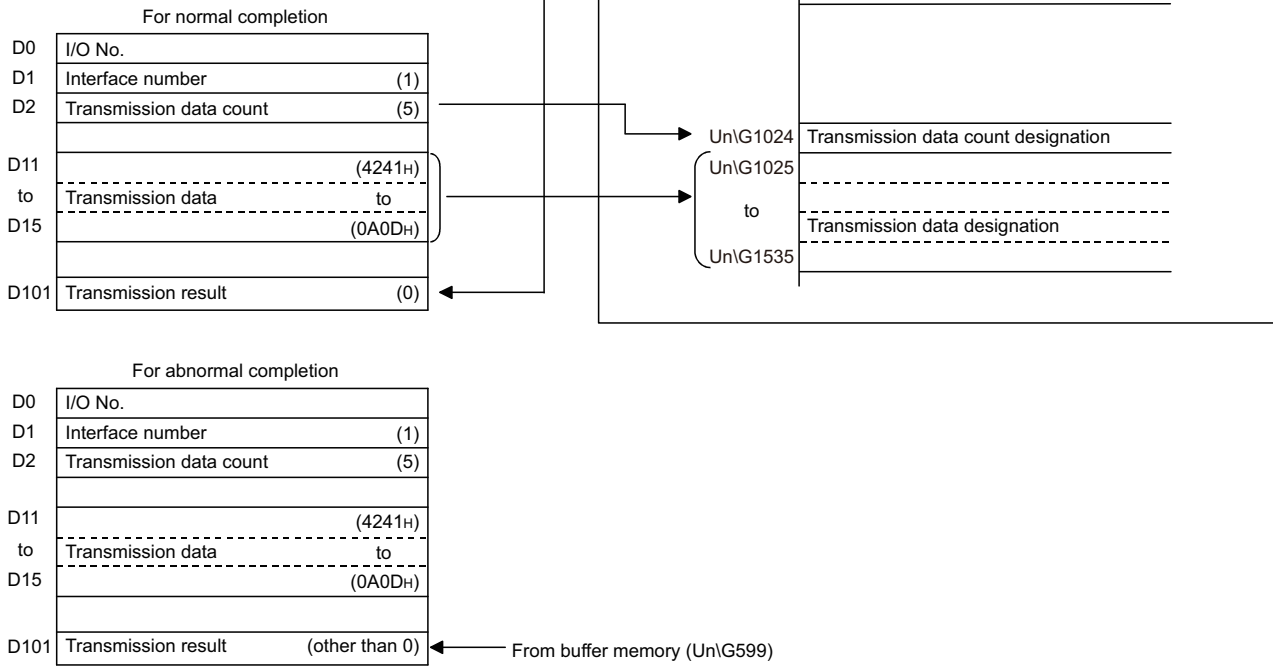 For normal completion
D0 I/O No.
D1 Interface number (1)
D2 Transmission data count (5)
D11 (4241H)
to Transmission data to
D15 (0A0DH)
D101 Transmission result (0)
Un\G1024 Transmission data count designation
Un\G1025
to
Transmission data designation
Un\G1535
For abnormal completion
D0 I/O No.
D1 Interface number (1)
D2 Transmission data count (5)
D11 (4241H)
to Transmission data to
D15 (0A0DH)
D101 Transmission result (other than 0) From buffer memory (Un\G599)